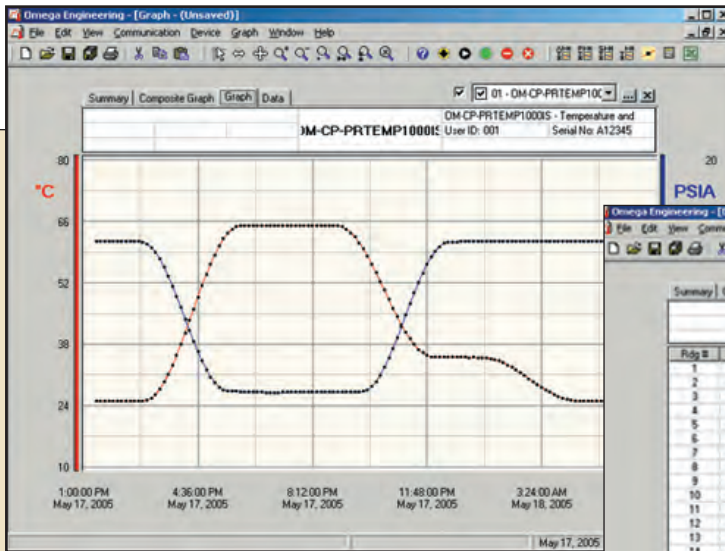 Omega Engineering - [Graph - (Unsaved)]
File Edit View Communication Device Graph Window Help
Summary Composite Graph Graph Data
01 - OM-CP-PRTEMP100
OM-CP-PRTEMP1000IS - Temperature and
OM-CP-PRTEMP1000IS User ID: 001 Serial No: A12345
80
66
52
38
24
10
°C
20
PSIA
1:00:00 PM 4:36:00 PM 8:12:00 PM 11:48:00 PM 3:24:00 AM
May 17, 2005 May 17, 2005 May 17, 2005 May 17, 2005 May 18, 2005
May 17, 2005
Omega Engineering - [
File Edit View Comm
Summary
Rdg #
1
2
3
4
5
6
7
8
9
10
11
12
13